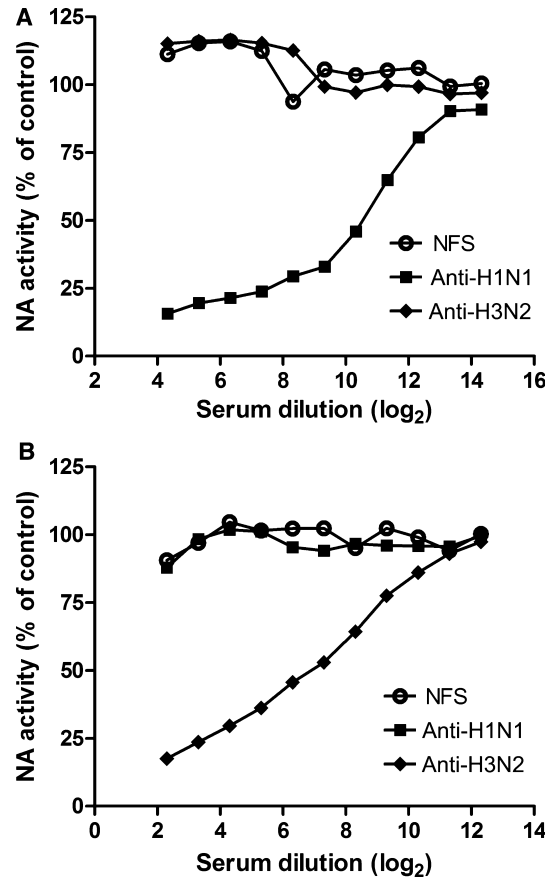 A
NA activity (% of control)
125
100
75
50
25
0
2 4 6 8 10 12 14 16
Serum dilution (log2)
NFS
Anti-H1N1
Anti-H3N2
B
NA activity (% of control)
125
100
75
50
25
0
0 2 4 6 8 10 12 14
Serum dilution (log2)
NFS
Anti-H1N1
Anti-H3N2